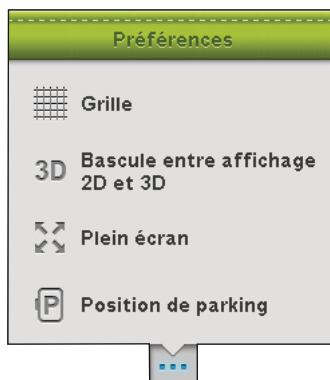 Préférences
Grille
3D
Bascule entre affichage
2D et 3D
Plein écran
P
Position de parking